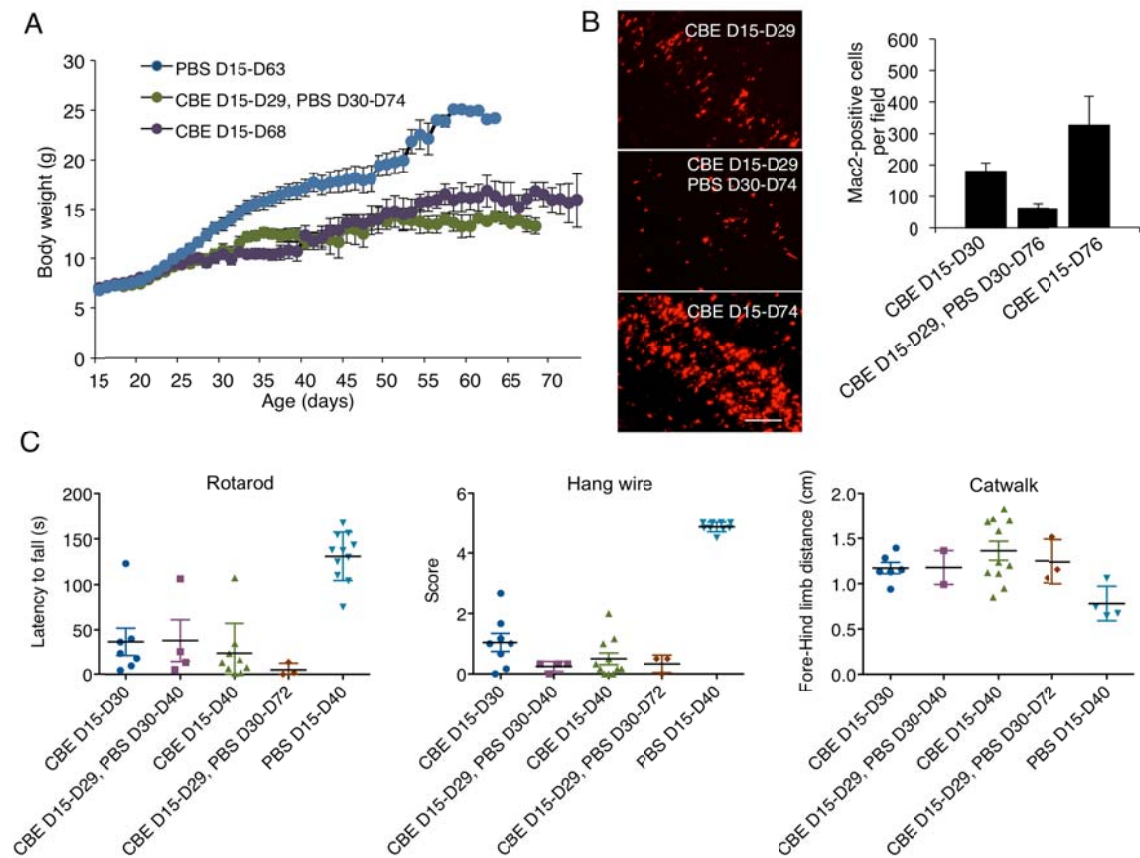 A
Body weight (g)
30
25
20
15
10
5
0
PBS D15-D63
CBE D15-D29, PBS D30-D74
CBE D15-D68
15 20 25 30 35 40 45 50 55 60 65 70
Age (days)
B
CBE D15-D29
CBE D15-D29
PBS D30-D74
CBE D15-D74
Mac2-positive cells
per field
600
500
400
300
200
100
0
CBE D15-D30
CBE D15-D29, PBS D30-D76
CBE D15-D76
C
Rotarod
Latency to fall (s)
200
150
100
50
0
CBE D15-D30
CBE D15-D29, PBS D30-D40
CBE D15-D40
CBE D15-D29, PBS D30-D72
PBS D15-D40
Hang wire
Score
6
4
2
0
CBE D15-D30
CBE D15-D29, PBS D30-D40
CBE D15-D40
CBE D15-D29, PBS D30-D72
PBS D15-D40
Catwalk
Fore-Hind limb distance (cm)
2.0
1.5
1.0
0.5
0.0
CBE D15-D30
CBE D15-D29, PBS D30-D40
CBE D15-D40
CBE D15-D29, PBS D30-D72
PBS D15-D40